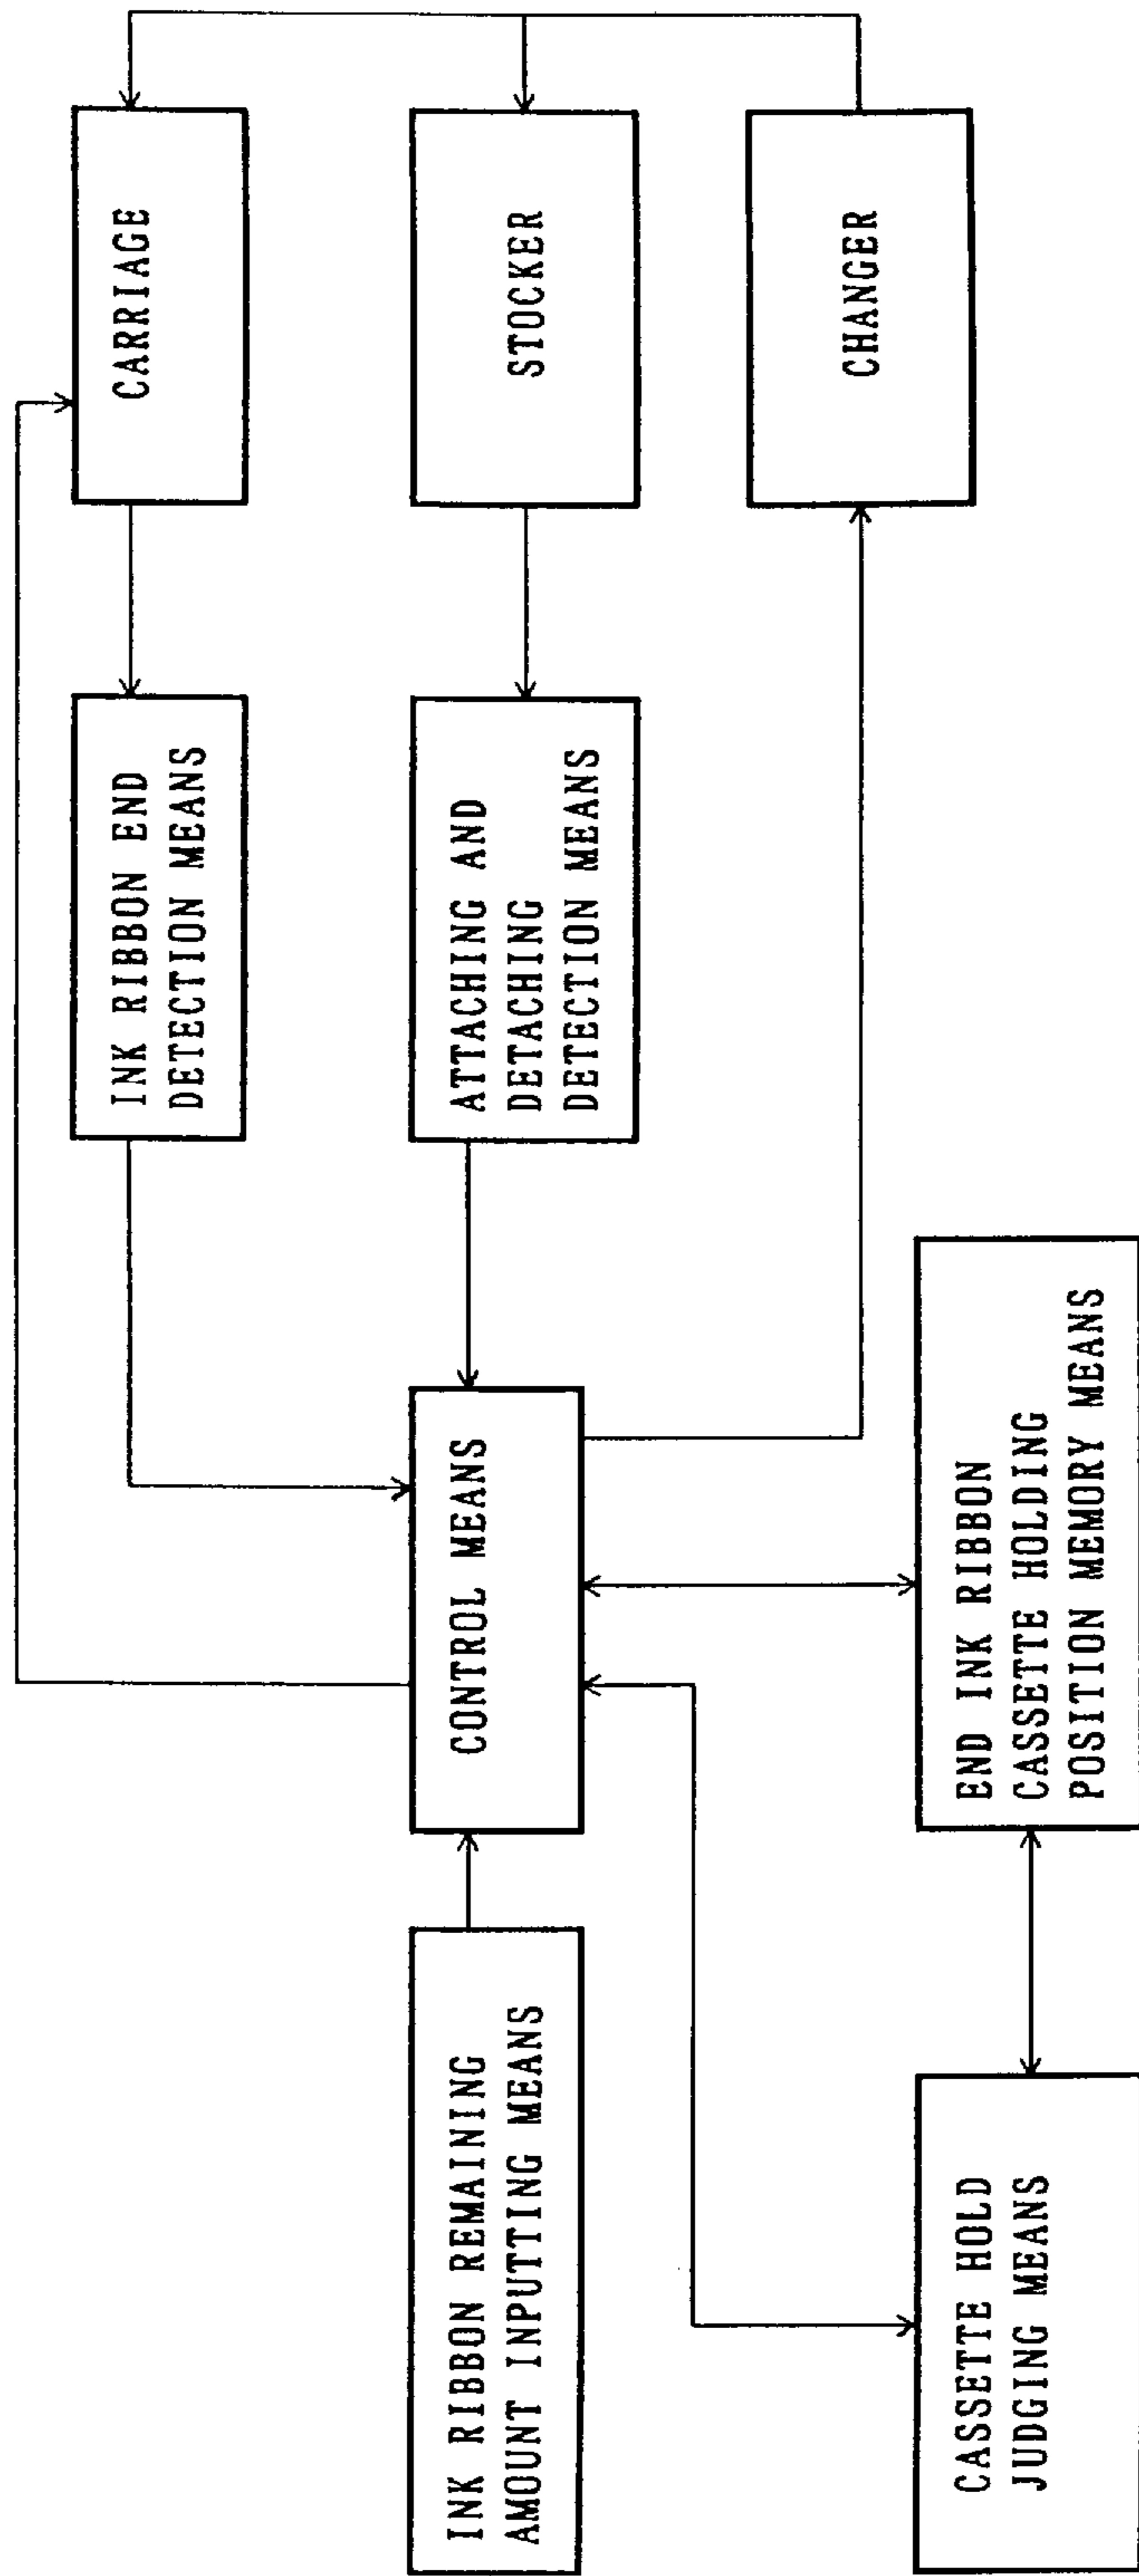 INK RIBBON REMAINING
AMOUNT INPUTTING MEANS
CASSETTE HOLD
JUDGING MEANS
CONTROL MEANS
END INK RIBBON
CASSETTE HOLDING
POSITION MEMORY MEANS
INK RIBBON END
DETECTION MEANS
ATTACHING AND
DETACHING
DETECTION MEANS
CARRIAGE
STOCKER
CHANGER